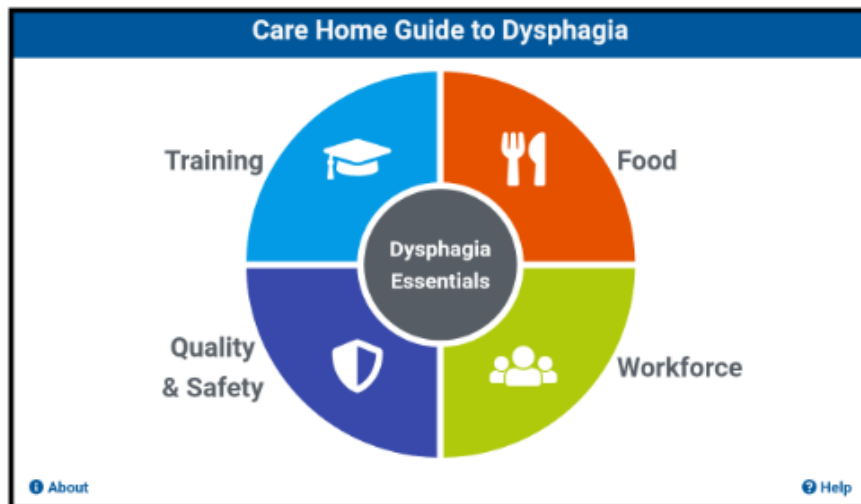 Care Home Guide to Dysphagia
Training
Food
Dysphagia
Essentials
Quality
& Safety
Workforce
About
Help